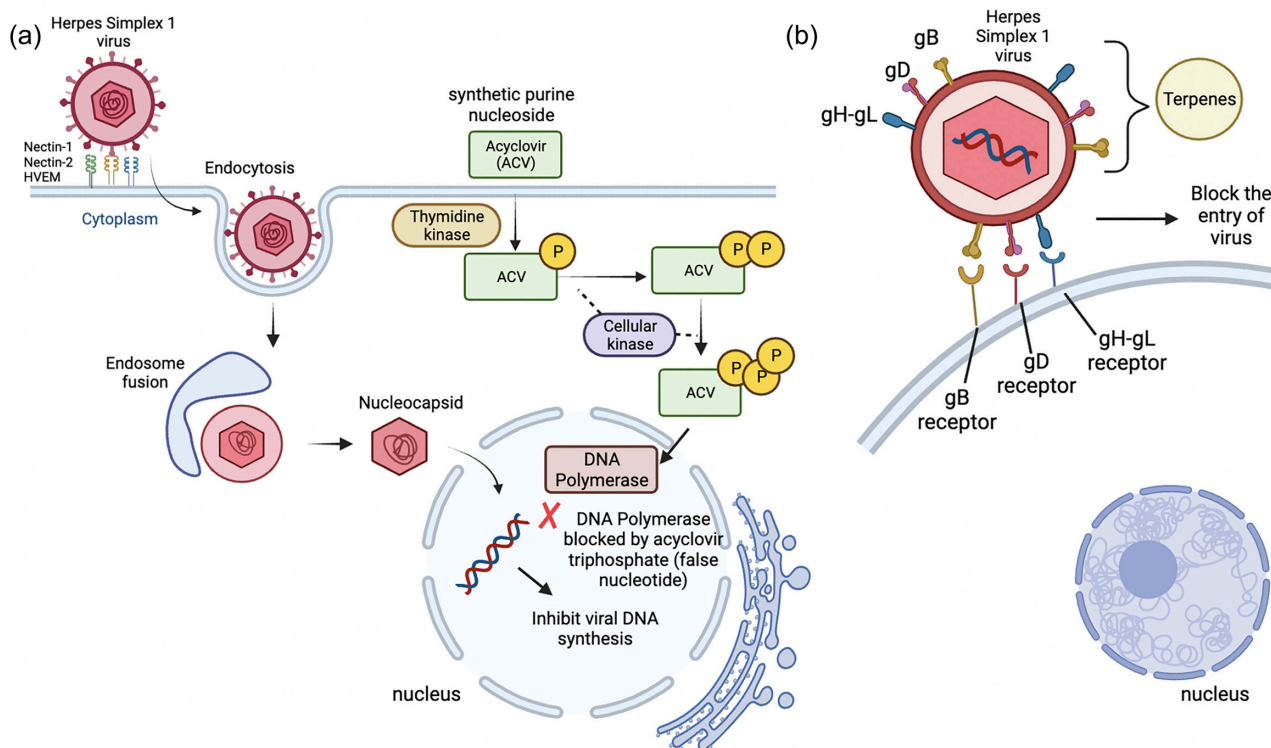 (a)
Herpes Simplex 1
virus
Nectin-1
Nectin-2
HVEM
Cytoplasm
Endocytosis
synthetic purine
nucleoside
Acyclovir
(ACV)
Thymidine
kinase
P
ACV
P P
ACV
Cellular
kinase
P P P
ACV
Endosome
fusion
Nucleocapsid
DNA
Polymerase
X
DNA Polymerase
blocked by acyclovir
triphosphate (false
nucleotide)
Inhibit viral DNA
synthesis
nucleus
(b)
Herpes
Simplex 1
virus
gB
gD
gH-gL
Terpenes
Block the
entry of
virus
gH-gL
receptor
gD
receptor
gB
receptor
nucleus